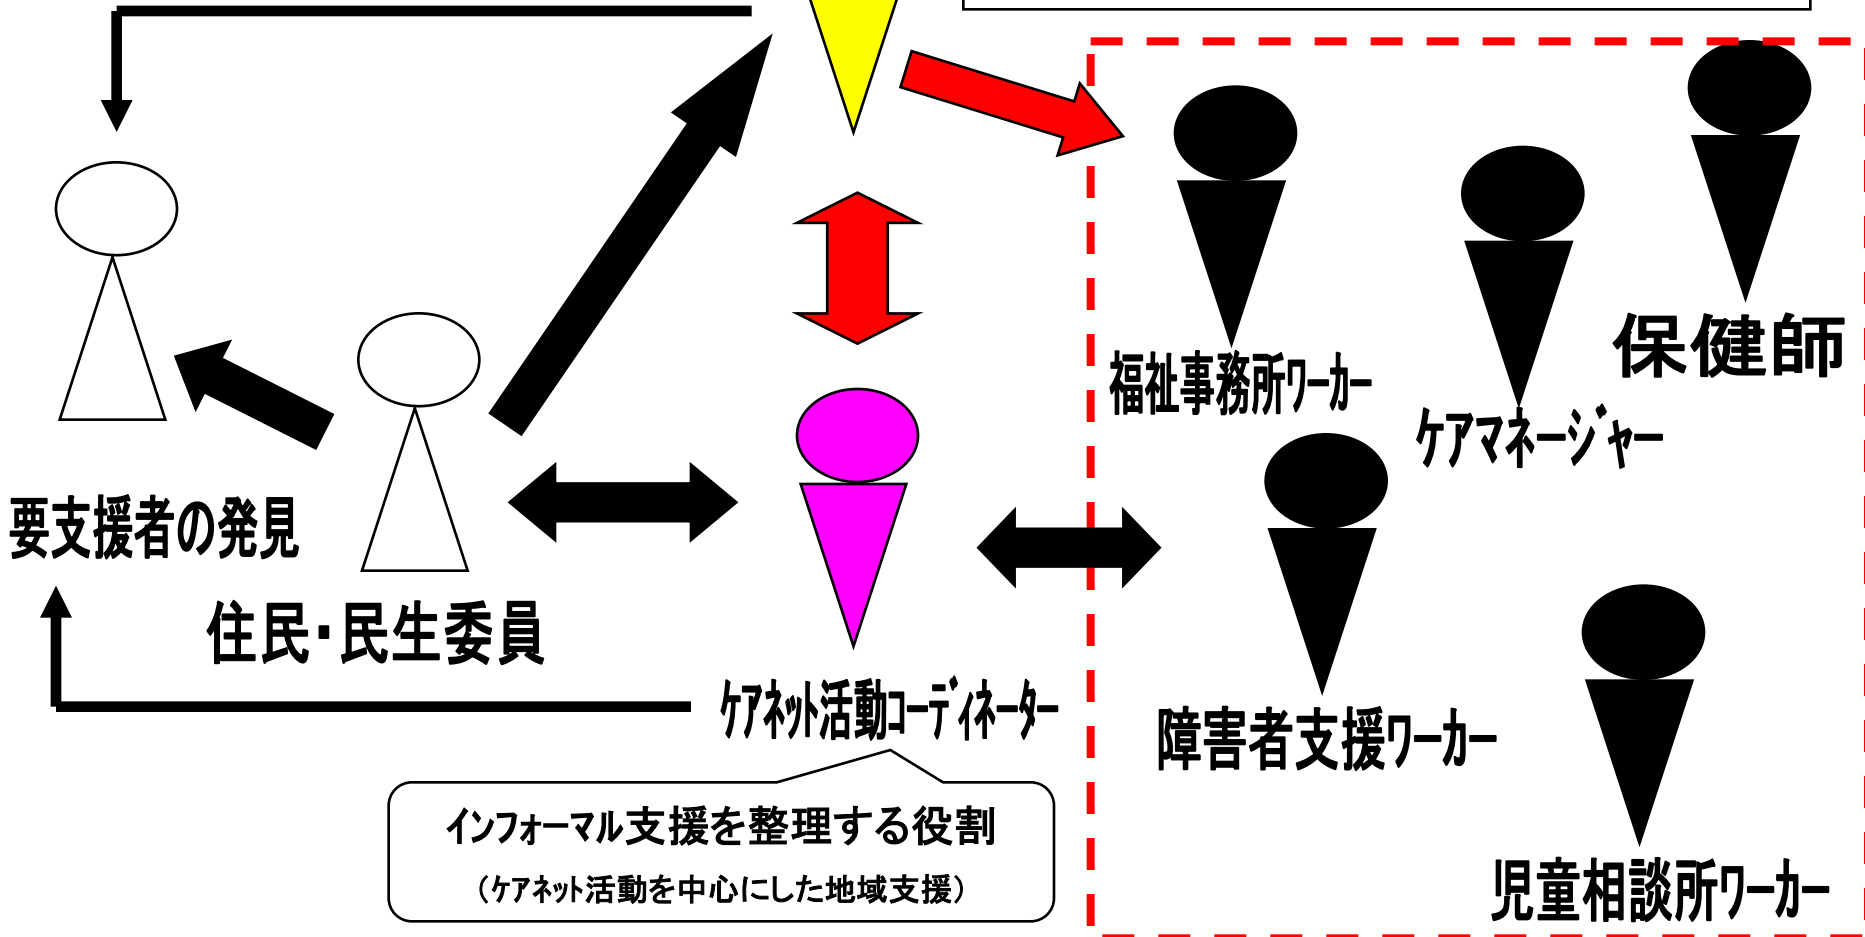 保健師
福祉事務所ﾜｰｶｰ
ｹｱﾏﾈｰｼﾞｬｰ
要支援者の発見
住民・民生委員
ｹｱﾈｯﾄ活動ｺｰﾃﾞｨﾈｰﾀｰ
障害者支援ﾜｰｶｰ
インフォーマル支援を整理する役割
（ｹｱﾈｯﾄ活動を中心にした地域支援）
児童相談所ﾜｰｶｰ